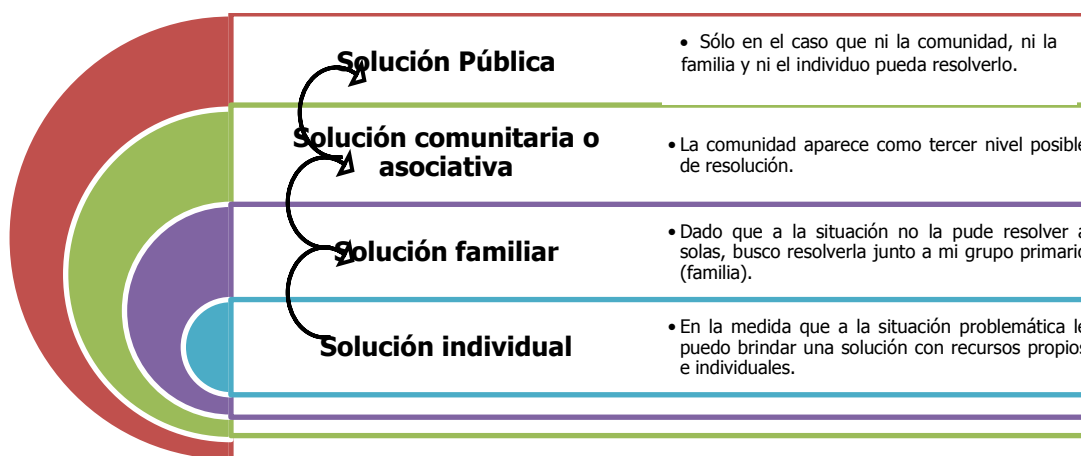 Solución Pública
• Sólo en el caso que ni la comunidad, ni la
familia y ni el individuo pueda resolverlo.
Solución comunitaria o
asociativa
• La comunidad aparece como tercer nivel posible
de resolución.
Solución familiar
• Dado que a la situación no la pude resolver a
solas, busco resolverla junto a mi grupo primario
(familia).
Solución individual
• En la medida que a la situación problemática le
puedo brindar una solución con recursos propios
e individuales.